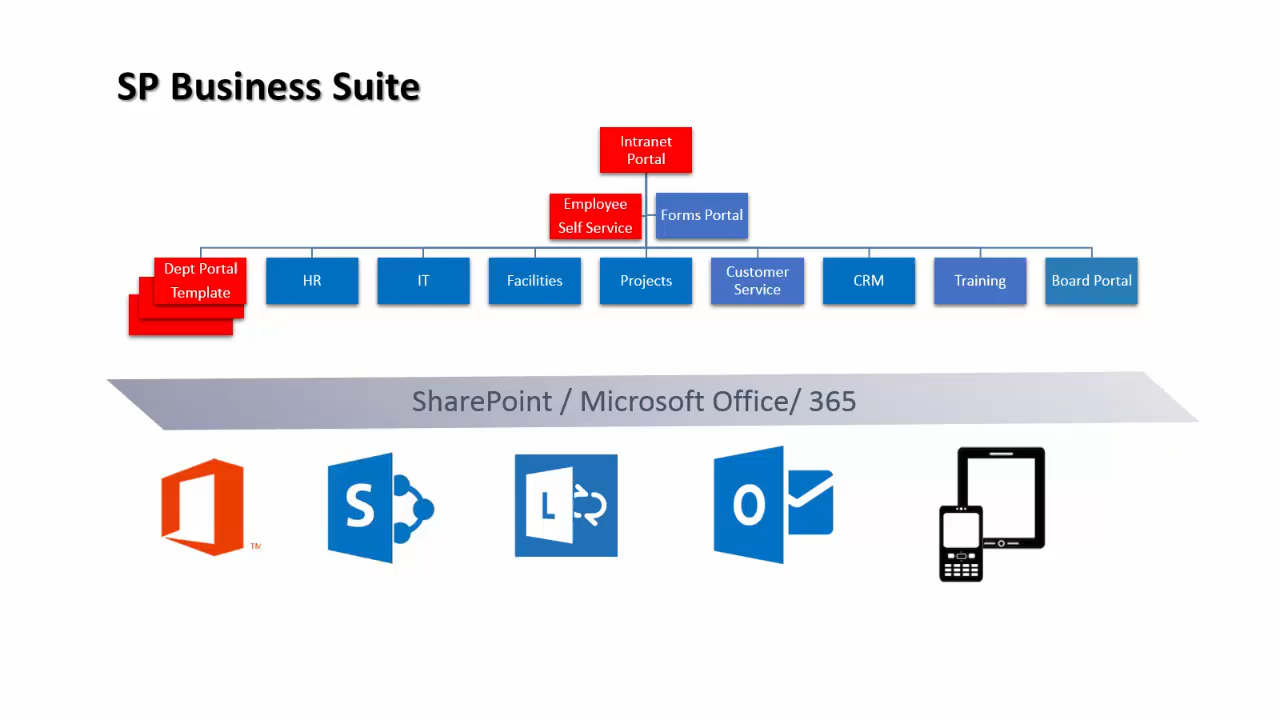 SP Business Suite
Intranet
Portal
Employee
Self Service
Forms Portal
Dept Portal
Template
HR
IT
Facilities
Projects
Customer
Service
CRM
Training
Board Portal
SharePoint / Microsoft Office/ 365
TM
S
L
O